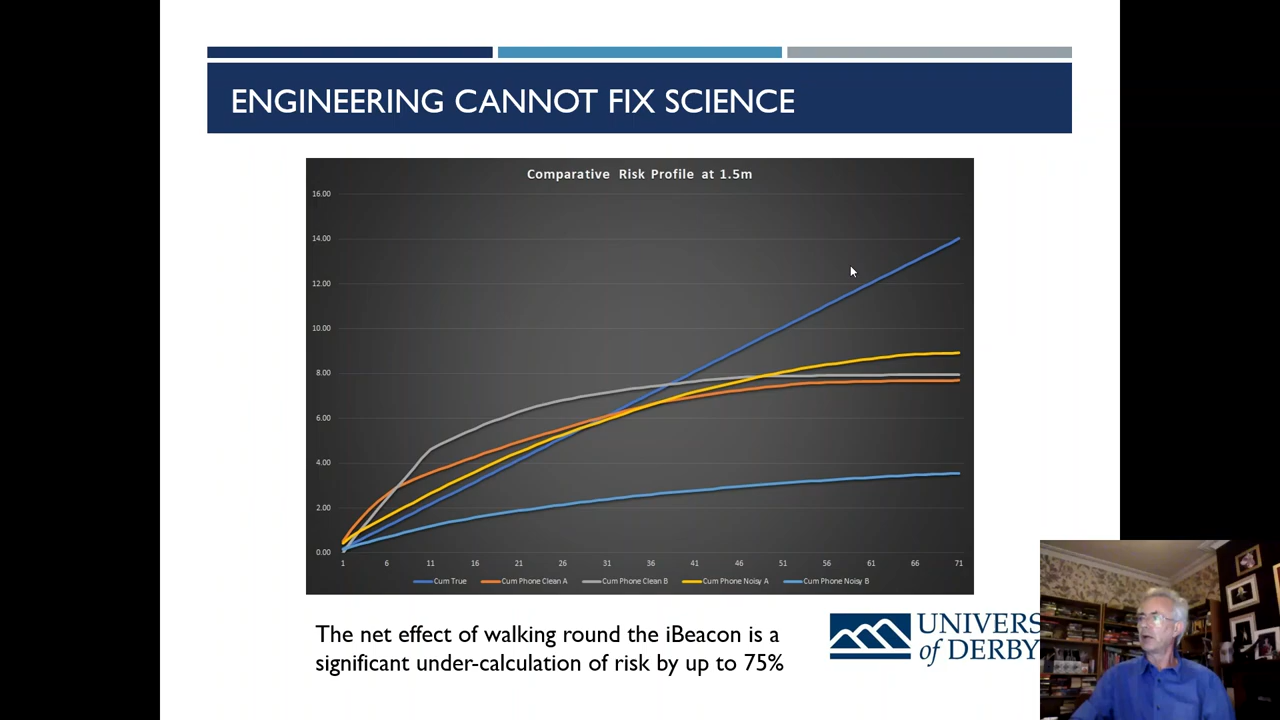 ENGINEERING CANNOT FIX SCIENCE
Comparative Risk Profile at 1.5m
16.00
14.00
12.00
10.00
8.00
6.00
4.00
2.00
0.00
1 6 11 16 21 26 31 36 41 46 51 56 61 66 71
Cum True Cum Phone Clean A Cum Phone Clean B Cum Phone Noisy A Cum Phone Noisy B
The net effect of walking round the iBeacon is a
significant under-calculation of risk by up to 75%
UNIVERS
of DERBY